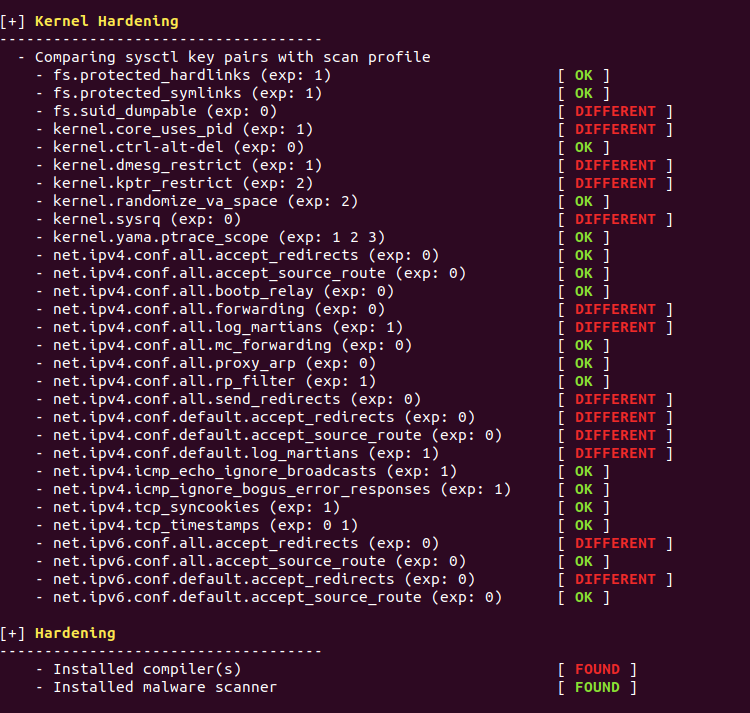 [+] Kernel Hardening
------------------------------------
- Comparing sysctl key pairs with scan profile
- fs.protected_hardlinks (exp: 1) [ OK ]
- fs.protected_symlinks (exp: 1) [ OK ]
- fs.suid_dumpable (exp: 0) [ DIFFERENT ]
- kernel.core_uses_pid (exp: 1) [ DIFFERENT ]
- kernel.ctrl-alt-del (exp: 0) [ OK ]
- kernel.dmesg_restrict (exp: 1) [ DIFFERENT ]
- kernel.kptr_restrict (exp: 2) [ DIFFERENT ]
- kernel.randomize_va_space (exp: 2) [ OK ]
- kernel.sysrq (exp: 0) [ DIFFERENT ]
- kernel.yama.ptrace_scope (exp: 1 2 3) [ OK ]
- net.ipv4.conf.all.accept_redirects (exp: 0) [ OK ]
- net.ipv4.conf.all.accept_source_route (exp: 0) [ OK ]
- net.ipv4.conf.all.bootp_relay (exp: 0) [ OK ]
- net.ipv4.conf.all.forwarding (exp: 0) [ DIFFERENT ]
- net.ipv4.conf.all.log_martians (exp: 1) [ DIFFERENT ]
- net.ipv4.conf.all.mc_forwarding (exp: 0) [ OK ]
- net.ipv4.conf.all.proxy_arp (exp: 0) [ OK ]
- net.ipv4.conf.all.rp_filter (exp: 1) [ OK ]
- net.ipv4.conf.all.send_redirects (exp: 0) [ DIFFERENT ]
- net.ipv4.conf.default.accept_redirects (exp: 0) [ DIFFERENT ]
- net.ipv4.conf.default.accept_source_route (exp: 0) [ DIFFERENT ]
- net.ipv4.conf.default.log_martians (exp: 1) [ DIFFERENT ]
- net.ipv4.icmp_echo_ignore_broadcasts (exp: 1) [ OK ]
- net.ipv4.icmp_ignore_bogus_error_responses (exp: 1) [ OK ]
- net.ipv4.tcp_syncookies (exp: 1) [ OK ]
- net.ipv4.tcp_timestamps (exp: 0 1) [ OK ]
- net.ipv6.conf.all.accept_redirects (exp: 0) [ DIFFERENT ]
- net.ipv6.conf.all.accept_source_route (exp: 0) [ OK ]
- net.ipv6.conf.default.accept_redirects (exp: 0) [ DIFFERENT ]
- net.ipv6.conf.default.accept_source_route (exp: 0) [ OK ]
[+] Hardening
------------------------------------
- Installed compiler(s) [ FOUND ]
- Installed malware scanner [ FOUND ]